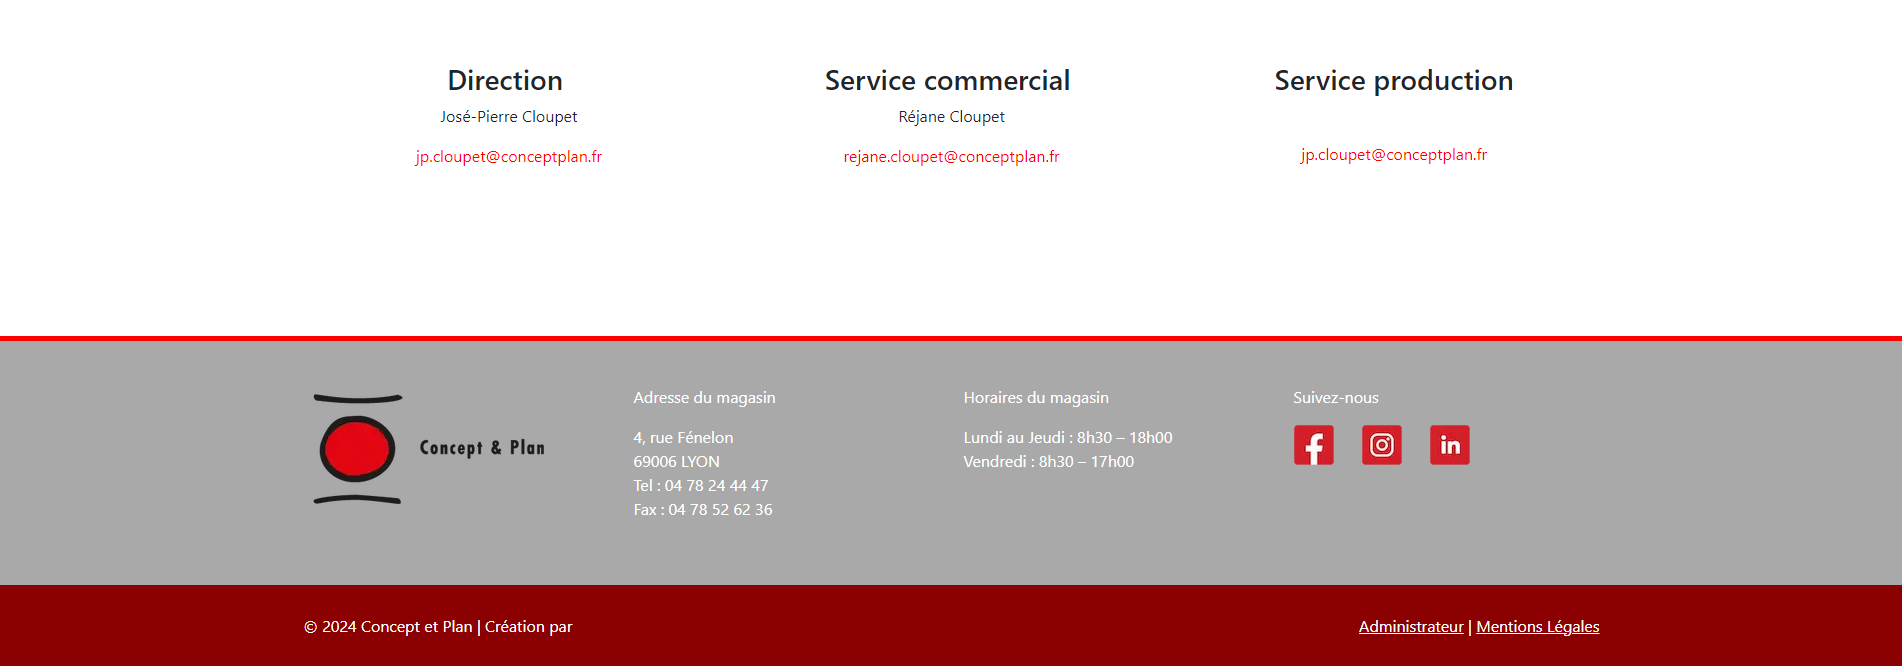 Direction
José-Pierre Cloupet
jp.cloupet@conceptplan.fr
Service commercial
Réjane Cloupet
rejane.cloupet@conceptplan.fr
Service production
jp.cloupet@conceptplan.fr
Concept & Plan
Adresse du magasin
4, rue Fénelon
69006 LYON
Tel : 04 78 24 44 47
Fax : 04 78 52 62 36
Horaires du magasin
Lundi au Jeudi : 8h30 – 18h00
Vendredi : 8h30 – 17h00
Suivez-nous
© 2024 Concept et Plan | Création par
Administrateur | Mentions Légales